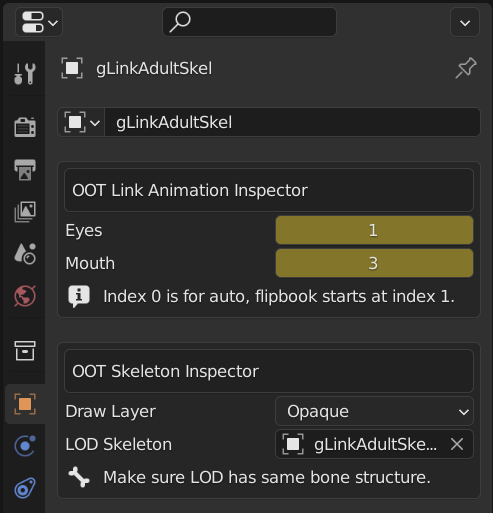 gLinkAdultSkel
gLinkAdultSkel
OOT Link Animation Inspector
Eyes 1
Mouth 3
Index 0 is for auto, flipbook starts at index 1.
OOT Skeleton Inspector
Draw Layer Opaque
LOD Skeleton gLinkAdultSke...
Make sure LOD has same bone structure.